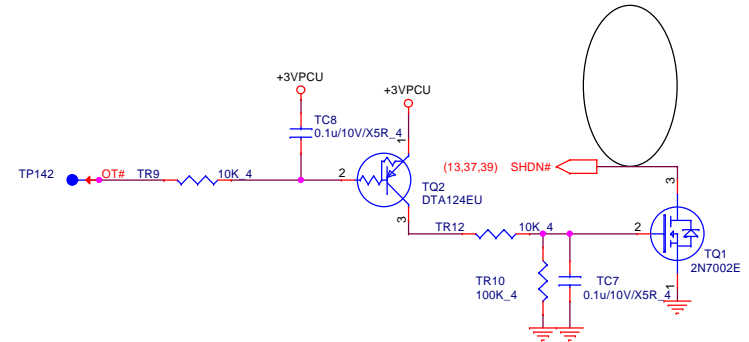 +3VPCU
+3VPCU
TC8
0.1u/10V/X5R_4
(13,37,39) SHDN#
TP142 OT# TR9 10K_4 2
1
TQ2
DTA124EU
3
3
TR12 10K_4 2
TQ1
2N7002E
TR10
100K_4
TC7
0.1u/10V/X5R_4
1